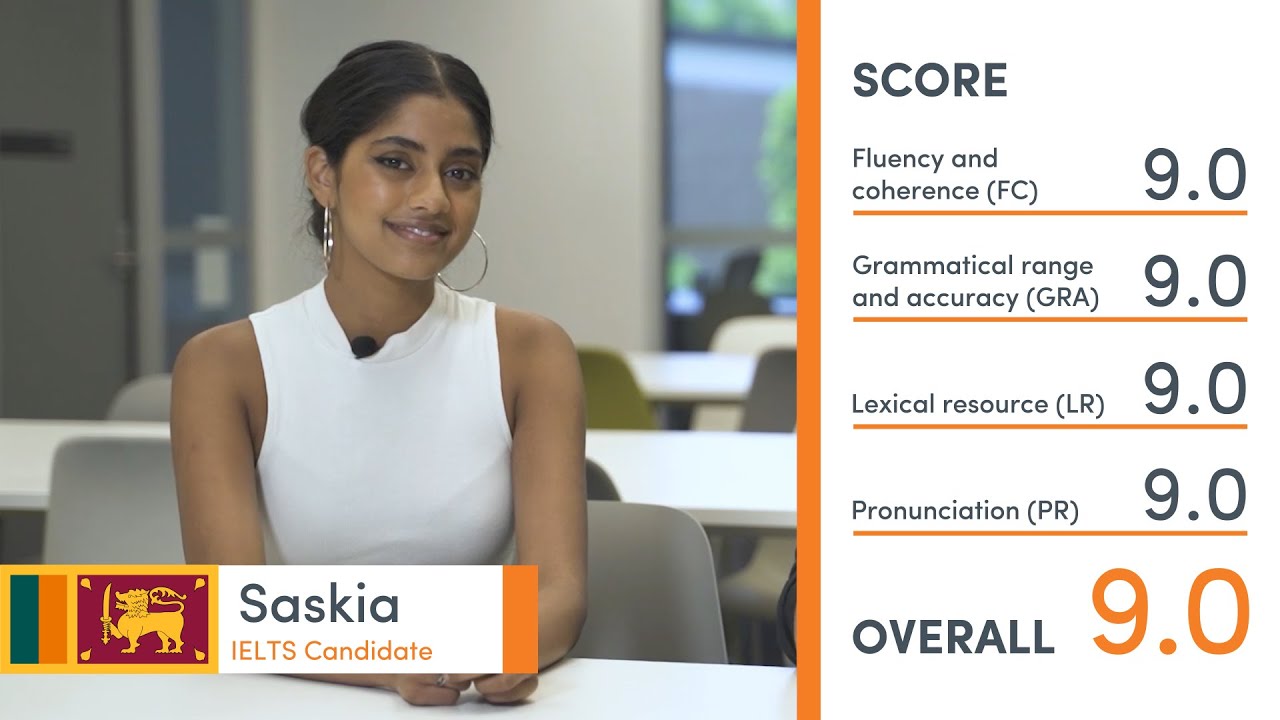 Saskia
IELTS Candidate
SCORE
Fluency and
coherence (FC)
9.0
Grammatical range
and accuracy (GRA)
9.0
Lexical resource (LR)
9.0
Pronunciation (PR)
9.0
OVERALL
9.0